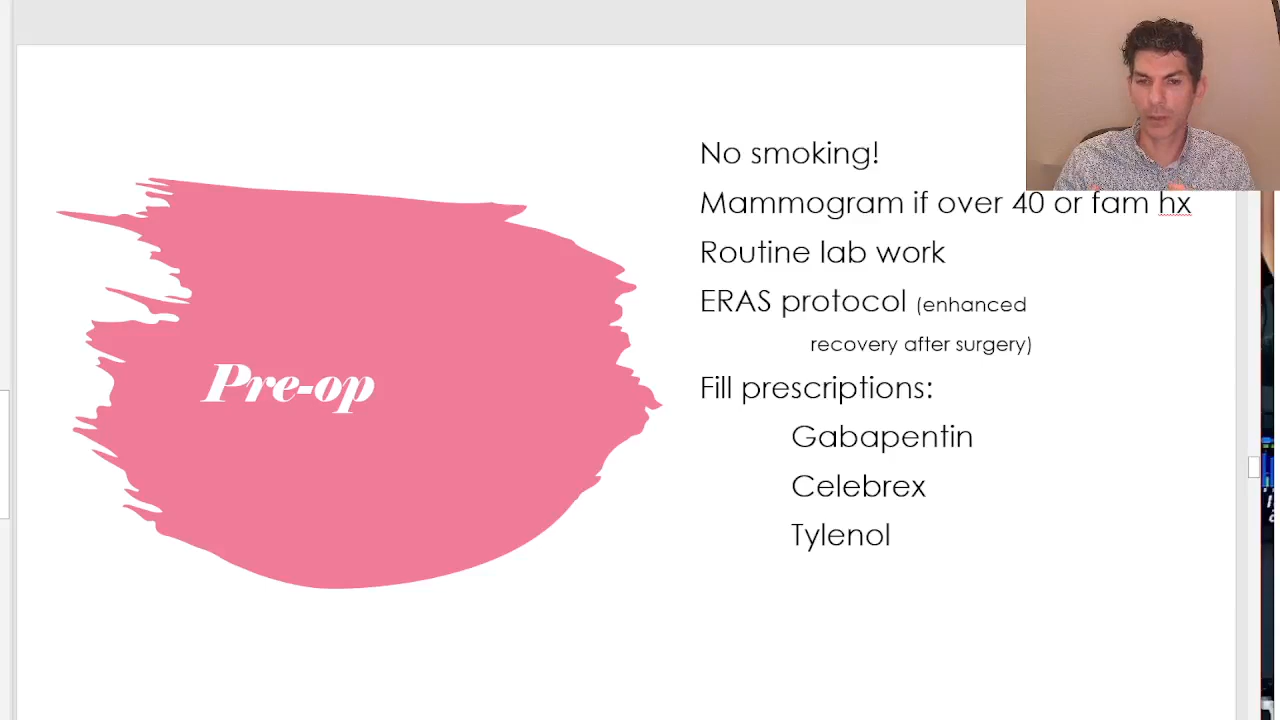 No smoking!
Mammogram if over 40 or fam hx
Routine lab work
ERAS protocol (enhanced
recovery after surgery)
Pre-op
Fill prescriptions:
Gabapentin
Celebrex
Tylenol